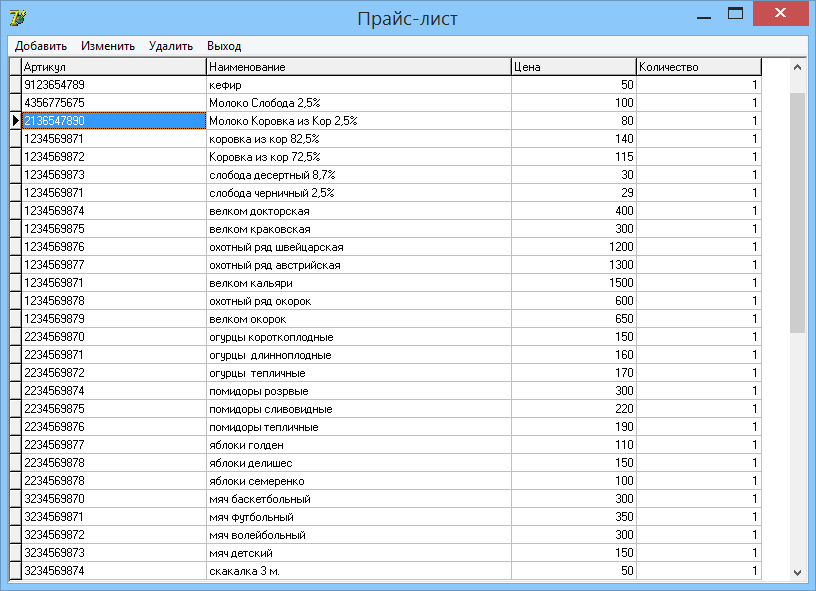 Прайс-лист
Добавить Изменить Удалить Выход
Артикул Наименование Цена Количество
9123654789 кефир 50 1
4356775675 Молоко Слобода 2,5% 100 1
2136547890 Молоко Коровка из Кор 2,5% 80 1
1234569871 коровка из кор 82,5% 140 1
1234569872 Коровка из кор 72,5% 115 1
1234569873 слобода десертный 8,7% 30 1
1234569871 слобода черничный 2,5% 29 1
1234569874 велком докторская 400 1
1234569875 велком краковская 300 1
1234569876 охотный ряд швейцарская 1200 1
1234569877 охотный ряд австрийская 1300 1
1234569871 велком кальяри 1500 1
1234569878 охотный ряд окорок 600 1
1234569879 велком окорок 650 1
2234569870 огурцы короткоплодные 150 1
2234569871 огурцы длинноплодные 160 1
2234569872 огурцы тепличные 170 1
2234569874 помидоры розрвые 300 1
2234569875 помидоры сливовидные 220 1
2234569876 помидоры тепличные 190 1
2234569877 яблоки голден 110 1
2234569878 яблоки делишес 150 1
2234569878 яблоки семеренко 100 1
3234569870 мяч баскетбольный 300 1
3234569871 мяч футбольный 350 1
3234569872 мяч волейбольный 300 1
3234569873 мяч детский 150 1
3234569874 скакалка 3 м. 50 1